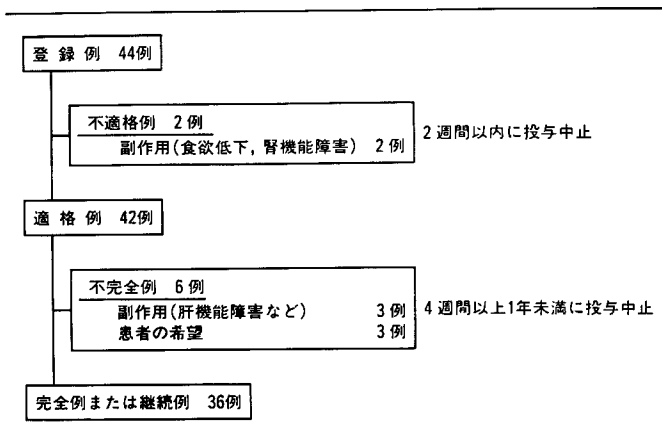 登録例 44例
不適格例 2例
副作用(食欲低下,腎機能障害) 2例
2週間以内に投与中止
適格例 42例
不完全例 6例
副作用(肝機能障害など) 3例
患者の希望 3例
4週間以上1年未満に投与中止
完全例または継続例 36例